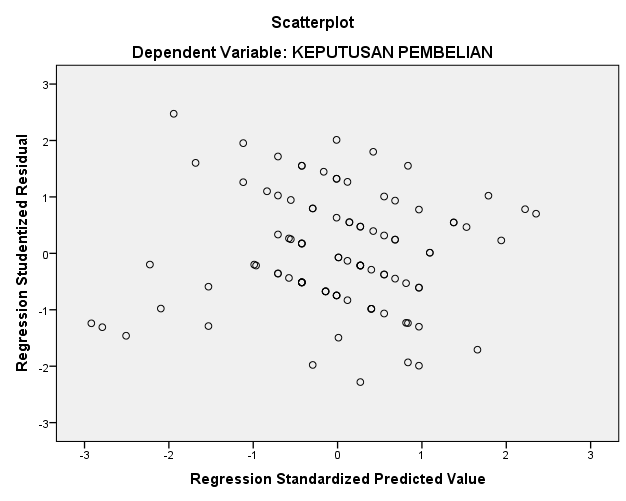 Scatterplot
Dependent Variable: KEPUTUSAN PEMBELIAN
Regression Studentized Residual
3
2
1
0
-1
-2
-3
-3 -2 -1 0 1 2 3
Regression Standardized Predicted Value